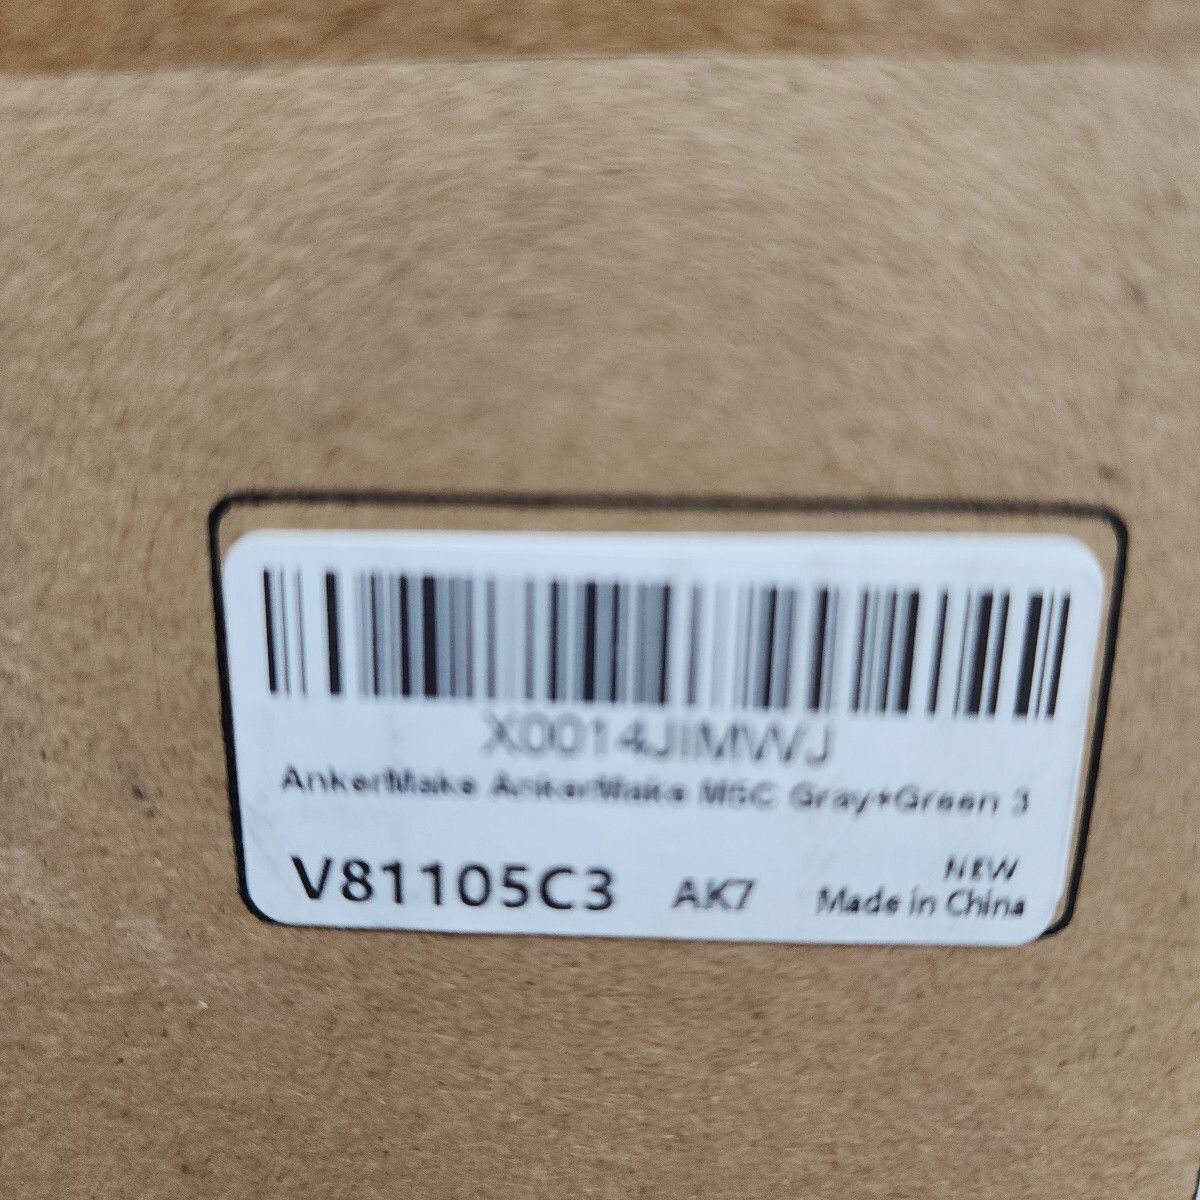 X0014JIMWJ
AnkerMake AnkerMake M5C Gray+Green 3
V81105C3 AK7 NEW
Made in China